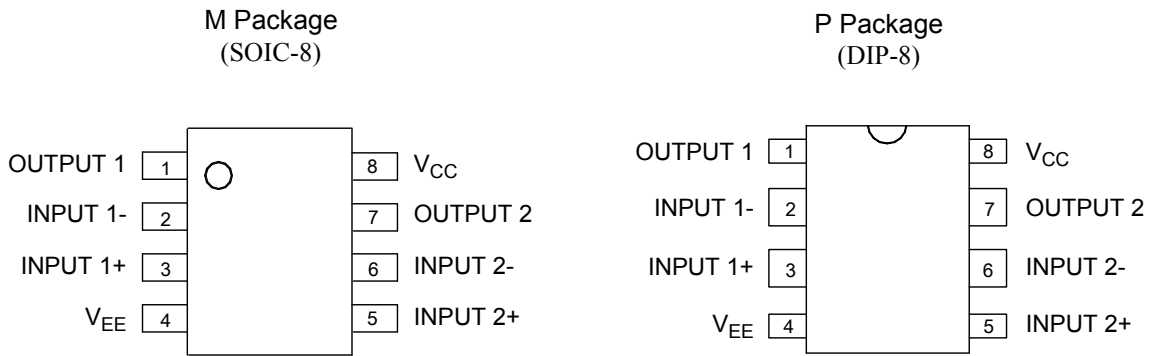 M Package
(SOIC-8)
OUTPUT 1 1
INPUT 1- 2
INPUT 1+ 3
VEE 4
8 VCC
7 OUTPUT 2
6 INPUT 2-
5 INPUT 2+
P Package
(DIP-8)
OUTPUT 1 1
INPUT 1- 2
INPUT 1+ 3
VEE 4
8 VCC
7 OUTPUT 2
6 INPUT 2-
5 INPUT 2+